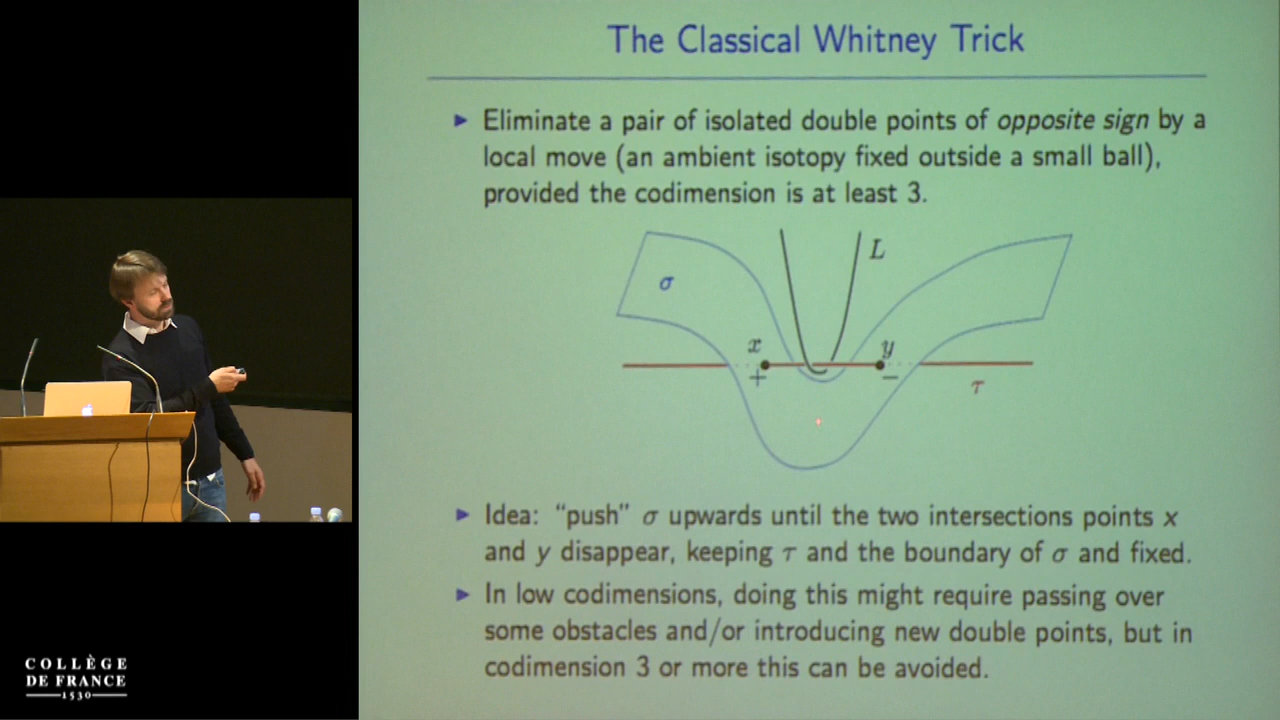 The Classical Whitney Trick
▶ Eliminate a pair of isolated double points of opposite sign by a
local move (an ambient isotopy fixed outside a small ball),
provided the codimension is at least 3.
L
σ
x
y
+
−
τ
▶ Idea: "push" σ upwards until the two intersections points x
and y disappear, keeping τ and the boundary of σ and fixed.
▶ In low codimensions, doing this might require passing over
some obstacles and/or introducing new double points, but in
codimension 3 or more this can be avoided.
COLLÈGE
DE FRANCE
1530